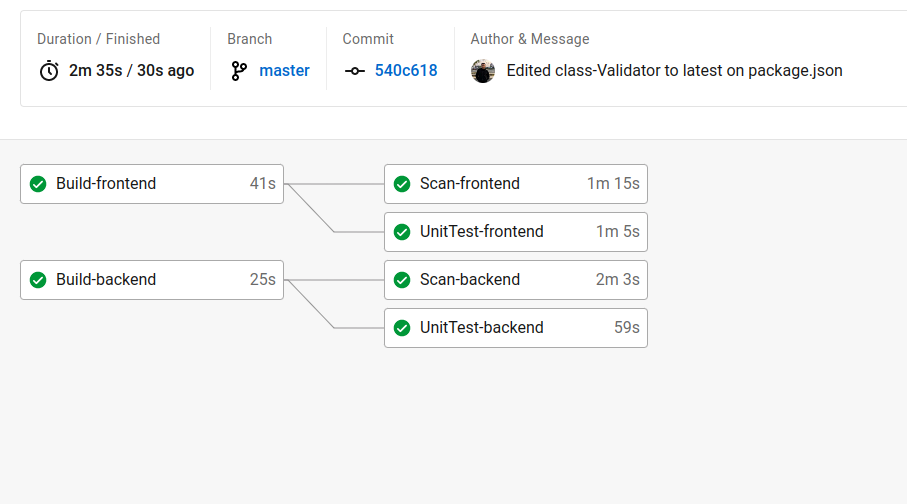 Duration / Finished
2m 35s / 30s ago
Branch
master
Commit
540c618
Author & Message
Edited class-Validator to latest on package.json
Build-frontend 41s
Scan-frontend 1m 15s
UnitTest-frontend 1m 5s
Build-backend 25s
Scan-backend 2m 3s
UnitTest-backend 59s